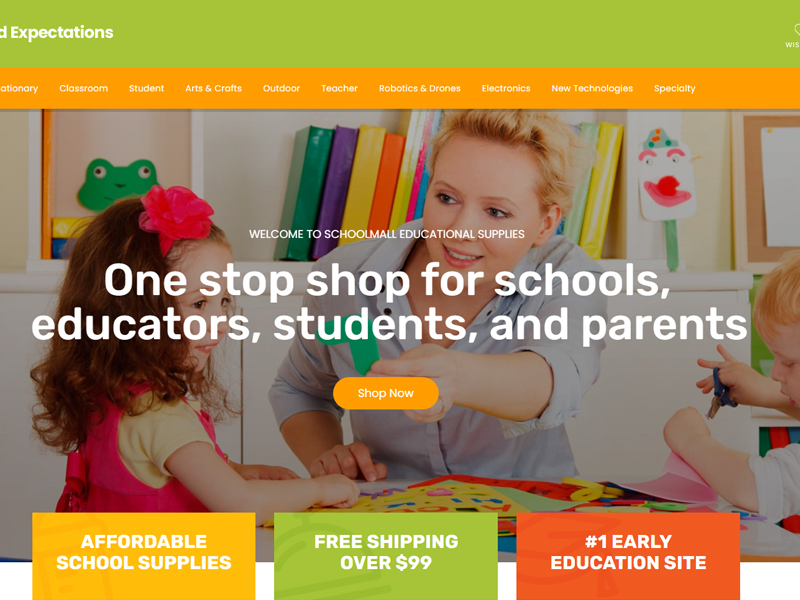 d Expectations
WIS
ationary Classroom Student Arts & Crafts Outdoor Teacher Robotics & Drones Electronics New Technologies Specialty
WELCOME TO SCHOOLMALL EDUCATIONAL SUPPLIES
One stop shop for schools,
educators, students, and parents
Shop Now
AFFORDABLE
SCHOOL SUPPLIES
FREE SHIPPING
OVER $99
#1 EARLY
EDUCATION SITE